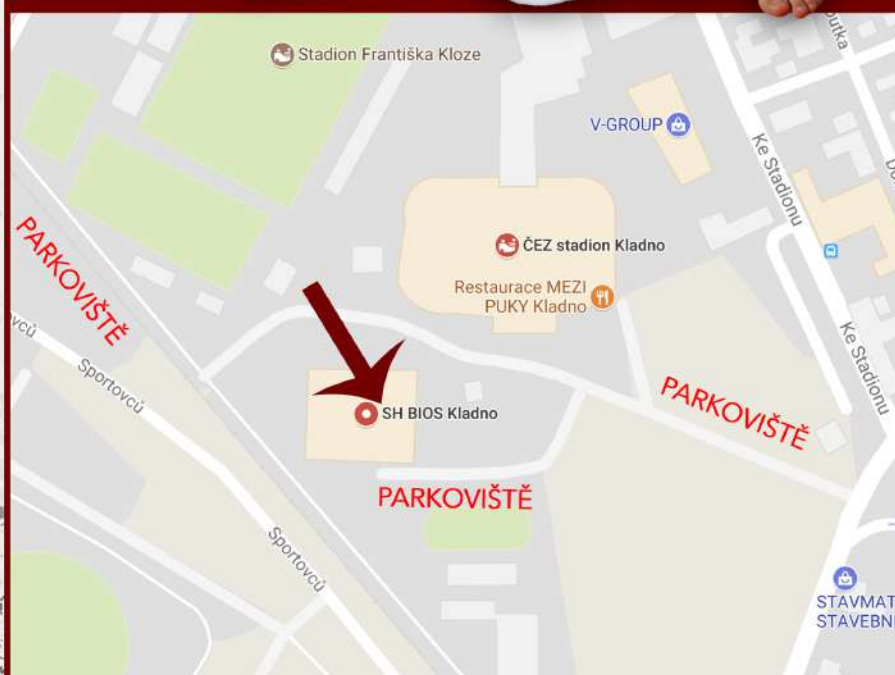 Stadion Františka Kloze
V-GROUP
Ke Stadionu
ČEZ stadion Kladno
Restaurace MEZI
PUKY Kladno
PARKOVIŠTĚ
Sportovců
Ke Stadionu
SH BIOS Kladno
PARKOVIŠTĚ
PARKOVIŠTĚ
Sportovců
STAVMAT
STAVEBNI